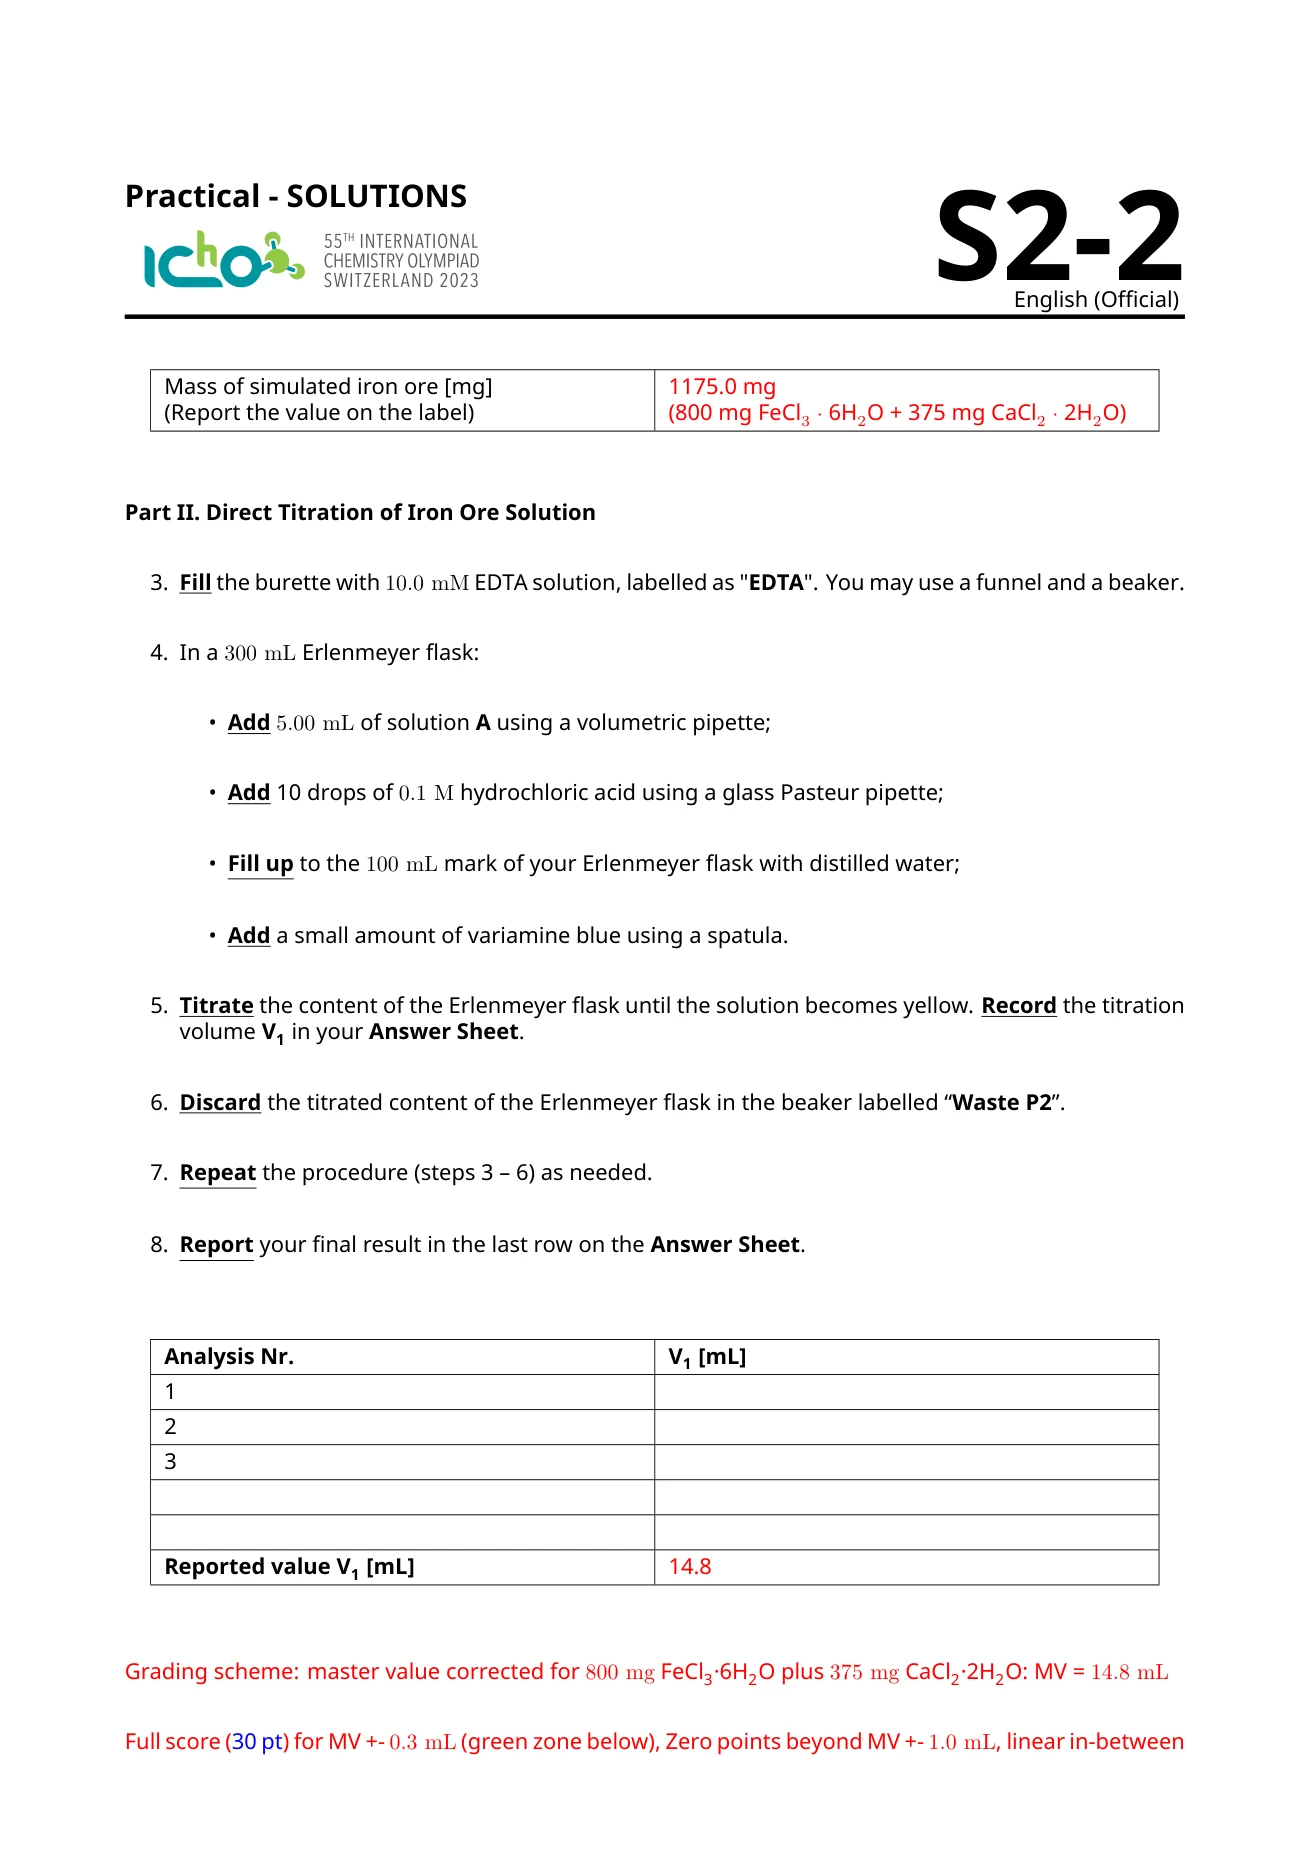 Practical - SOLUTIONS
S2-2
Icho
55TH INTERNATIONAL
CHEMISTRY OLYMPIAD
SWITZERLAND 2023
English (Official)
Mass of simulated iron ore [mg]
(Report the value on the label)
1175.0 mg
(800 mg FeCl3 · 6H2O + 375 mg CaCl2 · 2H2O)
Part II. Direct Titration of Iron Ore Solution
3. Fill the burette with 10.0 mM EDTA solution, labelled as "EDTA". You may use a funnel and a beaker.
4. In a 300 mL Erlenmeyer flask:
• Add 5.00 mL of solution A using a volumetric pipette;
• Add 10 drops of 0.1 M hydrochloric acid using a glass Pasteur pipette;
• Fill up to the 100 mL mark of your Erlenmeyer flask with distilled water;
• Add a small amount of variamine blue using a spatula.
5. Titrate the content of the Erlenmeyer flask until the solution becomes yellow. Record the titration
volume V1 in your Answer Sheet.
6. Discard the titrated content of the Erlenmeyer flask in the beaker labelled “Waste P2”.
7. Repeat the procedure (steps 3 – 6) as needed.
8. Report your final result in the last row on the Answer Sheet.
Analysis Nr. V1 [mL]
1
2
3
Reported value V1 [mL] 14.8
Grading scheme: master value corrected for 800 mg FeCl3·6H2O plus 375 mg CaCl2·2H2O: MV = 14.8 mL
Full score (30 pt) for MV +- 0.3 mL (green zone below), Zero points beyond MV +- 1.0 mL, linear in-between